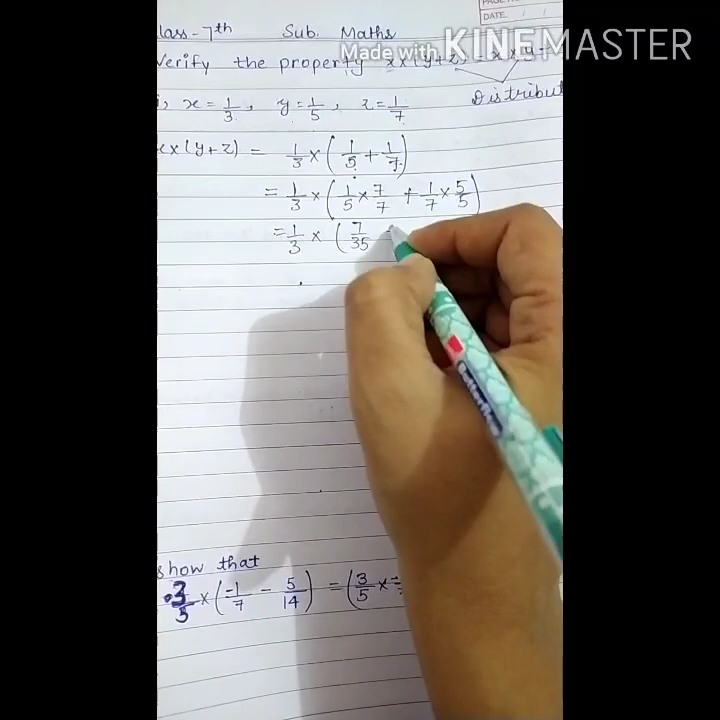 lass - 7th Sub. Maths
DATE
Made with KINEMASTER
Verify the property x×(y+z) = x×y
x = 1/3, y = 1/5, z = 1/7 Distribut
x×(y+z) = 1/3 × (1/5 + 1/7)
= 1/3 × (1/5 × 7/7 + 1/7 × 5/5)
= 1/3 × (7/35
show that
3/5 × (-1/7 - 5/14) = (3/5 ×